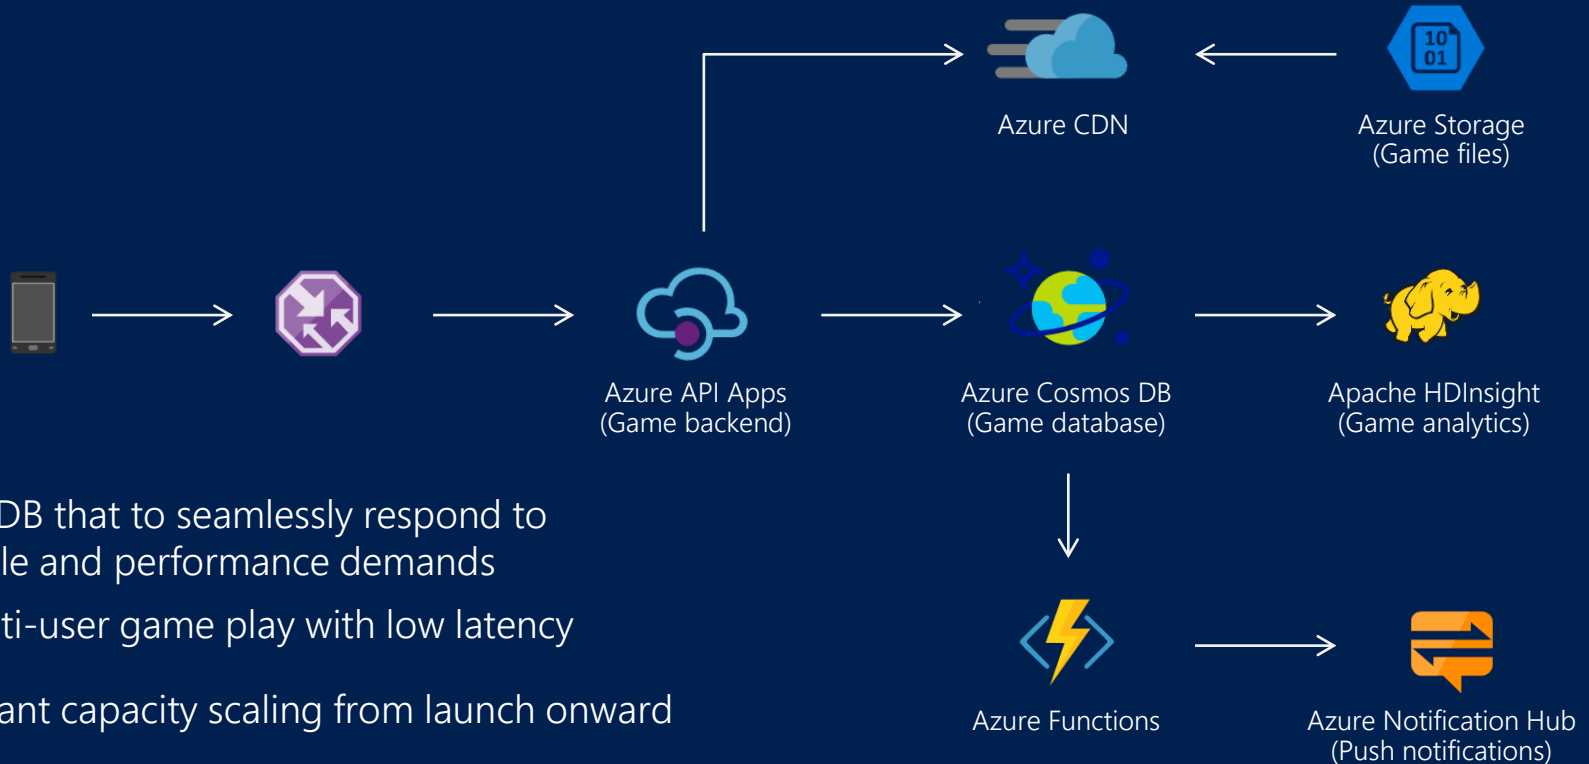 10
01
Azure CDN
Azure Storage
(Game files)
Azure API Apps
(Game backend)
Azure Cosmos DB
(Game database)
Apache HDInsight
(Game analytics)
DB that to seamlessly respond to
le and performance demands
ti-user game play with low latency
ant capacity scaling from launch onward
Azure Functions
Azure Notification Hub
(Push notifications)